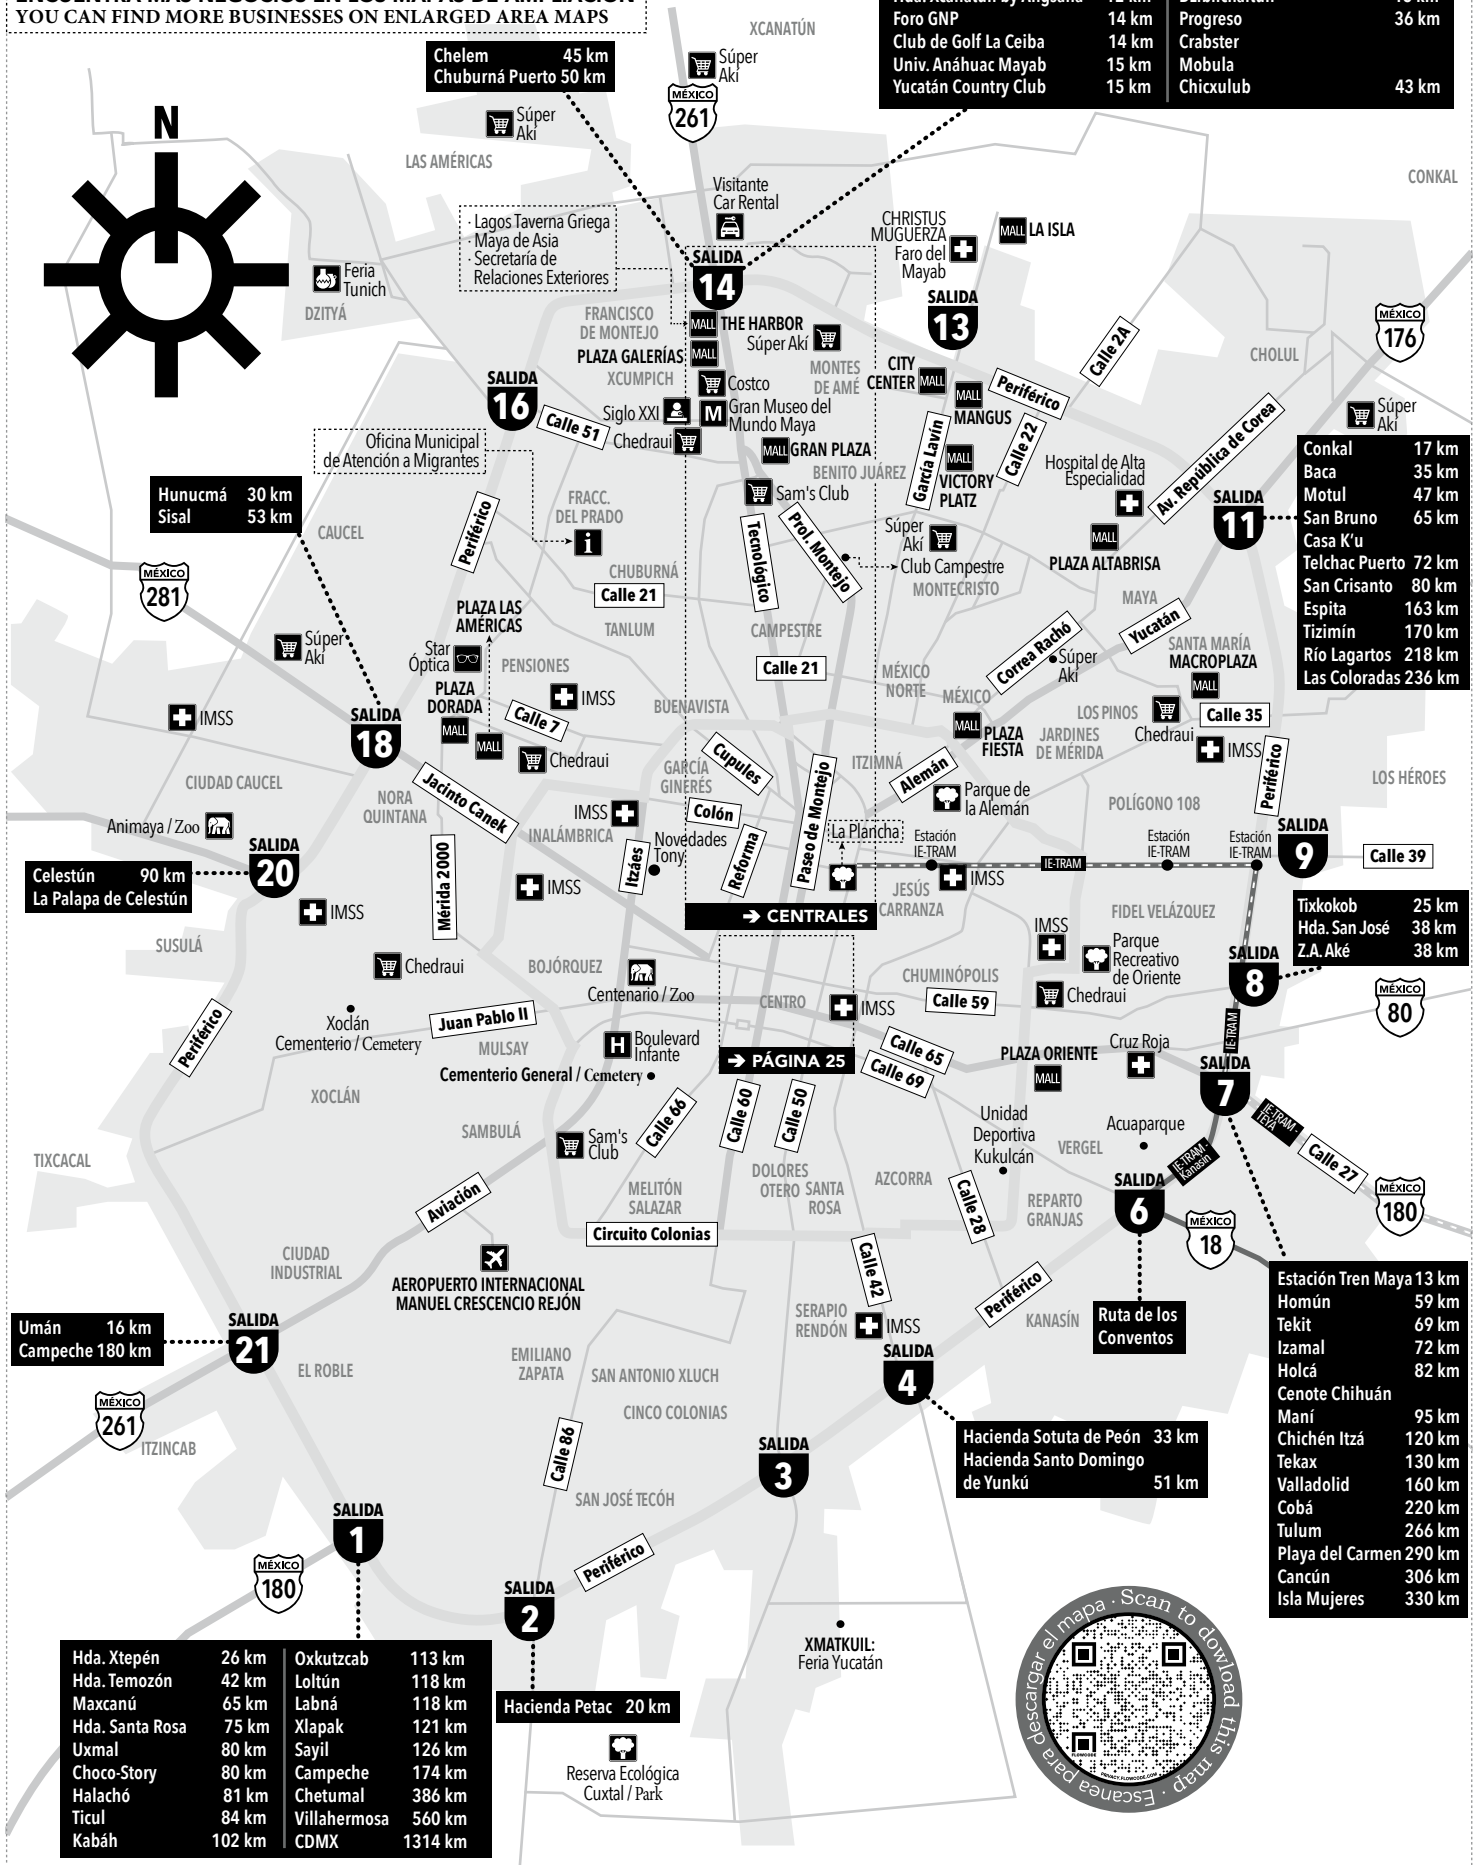 YOU CAN FIND MORE BUSINESSES ON ENLARGED AREA MAPS
Chelem 45 km
Chuburná Puerto 50 km
Foro GNP 14 km
Club de Golf La Ceiba 14 km
Univ. Anáhuac Mayab 15 km
Yucatán Country Club 15 km
Progreso 36 km
Crabster
Mobula
Chicxulub 43 km
XCANATÚN
Súper
Akí
MÉXICO
261
N
Súper
Akí
LAS AMÉRICAS
CONKAL
Visitante
Car Rental
· Lagos Taverna Griega
· Maya de Asia
· Secretaría de
Relaciones Exteriores
CHRISTUS
MUGUERZA
Faro del
Mayab
MALL LA ISLA
SALIDA
14
Feria
Tunich
DZITYÁ
SALIDA
13
FRANCISCO
DE MONTEJO
MALL THE HARBOR
Súper Akí
PLAZA GALERÍAS MALL
XCUMPICH
MONTES
DE AMÉ
CITY
CENTER MALL
MALL
MANGUS
Periférico
Calle 2A
CHOLUL
MÉXICO
176
SALIDA
16
Costco
Siglo XXI
M Gran Museo del
Mundo Maya
Calle 51
Chedraui
MALL GRAN PLAZA
BENITO JUÁREZ
García Lavín
MALL
VICTORY
PLATZ
Calle 22
Av. República de Corea
Súper
Akí
Oficina Municipal
de Atención a Migrantes
Hospital de Alta
Especialidad
Conkal 17 km
Baca 35 km
Motul 47 km
San Bruno 65 km
Casa K'u
Telchac Puerto 72 km
San Crisanto 80 km
Espita 163 km
Tizimín 170 km
Río Lagartos 218 km
Las Coloradas 236 km
SALIDA
11
Hunucmá 30 km
Sisal 53 km
CAUCEL
Periférico
FRACC.
DEL PRADO
i
Sam's Club
Tecnológico
Prol. Montejo
Súper
Akí
Club Campestre
MALL
PLAZA ALTABRISA
MONTECRISTO
MÉXICO
281
CHUBURNÁ
Calle 21
TANLUM
CAMPESTRE
Calle 21
MAYA
Yucatán
SANTA MARÍA
MACROPLAZA
MALL
Correa Rachó
Súper
Akí
PLAZA LAS
AMÉRICAS
Star
Óptica
PENSIONES
Súper
Akí
PLAZA
DORADA
MALL
MALL
Calle 7
IMSS
BUENAVISTA
MÉXICO
NORTE
MÉXICO
LOS PINOS
Chedraui
Calle 35
IMSS
SALIDA
18
IMSS
Chedraui
MALL PLAZA
FIESTA
JARDINES
DE MÉRIDA
Periférico
LOS HÉROES
CIUDAD CAUCEL
NORA
QUINTANA
Jacinto Canek
GARCÍA
GINERÉS
Cupules
Colón
Reforma
Paseo de Montejo
ITZIMNÁ
Alemán
Parque de
la Alemán
POLÍGONO 108
Animaya / Zoo
SALIDA
20
Mérida 2000
IMSS
INALÁMBRICA
Itzáes
Novedades
Tony
La Plancha
Estación
IE-TRAM
IE-TRAM
Estación
IE-TRAM
Estación
IE-TRAM
SALIDA
9
Calle 39
Celestún 90 km
La Palapa de Celestún
IMSS
IMSS
JESÚS
CARRANZA
IMSS
➔ CENTRALES
FIDEL VELÁZQUEZ
Tixkokob 25 km
Hda. San José 38 km
Z.A. Aké 38 km
SUSULÁ
Chedraui
BOJÓRQUEZ
Centenario / Zoo
CENTRO
IMSS
CHUMINÓPOLIS
Calle 59
IMSS
Parque
Recreativo
de Oriente
Chedraui
SALIDA
8
MÉXICO
80
Periférico
Xoclán
Cementerio / Cemetery
Juan Pablo II
MULSAY
H Boulevard
Infante
Cementerio General / Cemetery
➔ PÁGINA 25
Calle 65
Calle 69
PLAZA ORIENTE
MALL
Cruz Roja
IE-TRAM
SALIDA
7
XOCLÁN
SAMBULÁ
Sam's
Club
Calle 66
Calle 60
Calle 50
Unidad
Deportiva
Kukulcán
Acuaparque
VERGEL
IE-TRAM -
TEYA
Calle 27
IE-TRAM -
Kanasín
TIXCACAL
Aviación
MELITÓN
SALAZAR
DOLORES
OTERO
SANTA
ROSA
AZCORRA
Calle 28
REPARTO
GRANJAS
SALIDA
6
MÉXICO
18
MÉXICO
180
CIUDAD
INDUSTRIAL
Circuito Colonias
Calle 42
AEROPUERTO INTERNACIONAL
MANUEL CRESCENCIO REJÓN
Periférico
SERAPIO
RENDÓN
IMSS
KANASÍN
Ruta de los
Conventos
Estación Tren Maya 13 km
Homún 59 km
Tekit 69 km
Izamal 72 km
Holcá 82 km
Cenote Chihuán
Maní 95 km
Chichén Itzá 120 km
Tekax 130 km
Valladolid 160 km
Cobá 220 km
Tulum 266 km
Playa del Carmen 290 km
Cancún 306 km
Isla Mujeres 330 km
Umán 16 km
Campeche 180 km
SALIDA
21
EL ROBLE
EMILIANO
ZAPATA
SAN ANTONIO XLUCH
CINCO COLONIAS
SALIDA
4
MÉXICO
261
ITZINCAB
Calle 86
SALIDA
3
Hacienda Sotuta de Peón 33 km
Hacienda Santo Domingo
de Yunkú 51 km
SAN JOSÉ TECÓH
SALIDA
1
MÉXICO
180
Periférico
SALIDA
2
XMATKUIL:
Feria Yucatán
Hda. Xtepén 26 km
Hda. Temozón 42 km
Maxcanú 65 km
Hda. Santa Rosa 75 km
Uxmal 80 km
Choco-Story 80 km
Halachó 81 km
Ticul 84 km
Kabáh 102 km
Oxkutzcab 113 km
Loltún 118 km
Labná 118 km
Xlapak 121 km
Sayil 126 km
Campeche 174 km
Chetumal 386 km
Villahermosa 560 km
CDMX 1314 km
Hacienda Petac 20 km
Reserva Ecológica
Cuxtal / Park
Escanea para descargar el mapa · Scan to dowload this map ·
FLOWCODE
PRIVACY.FLOWCODE.COM